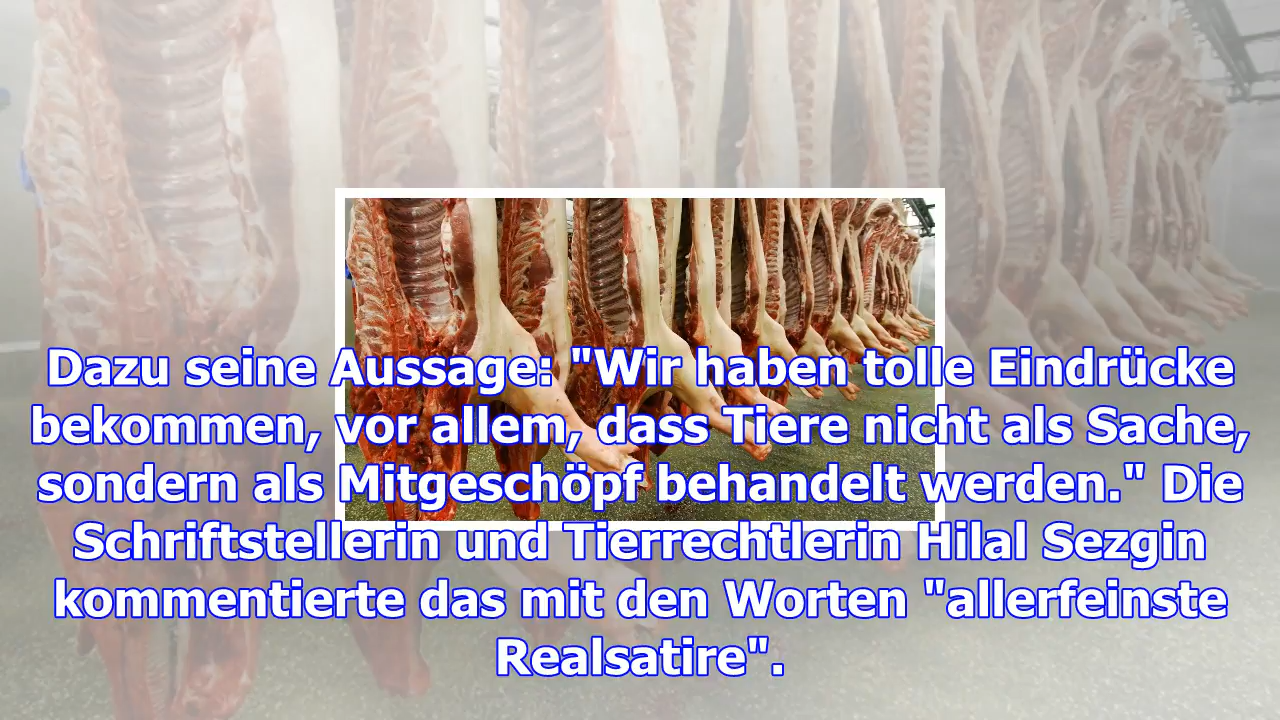 Dazu seine Aussage: "Wir haben tolle Eindrücke
bekommen, vor allem, dass Tiere nicht als Sache,
sondern als Mitgeschöpf behandelt werden." Die
Schriftstellerin und Tierrechtlerin Hilal Sezgin
kommentierte das mit den Worten "allerfeinste
Realsatire".